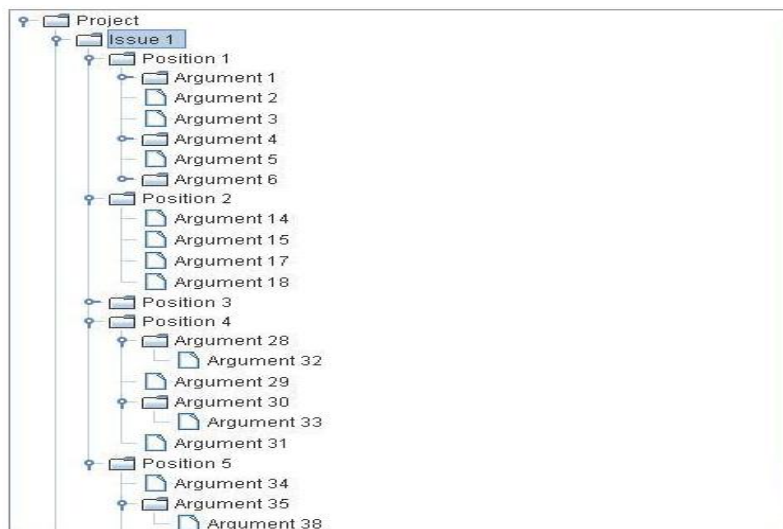 Project
Issue 1
Position 1
Argument 1
Argument 2
Argument 3
Argument 4
Argument 5
Argument 6
Position 2
Argument 14
Argument 15
Argument 17
Argument 18
Position 3
Position 4
Argument 28
Argument 32
Argument 29
Argument 30
Argument 33
Argument 31
Position 5
Argument 34
Argument 35
Argument 38